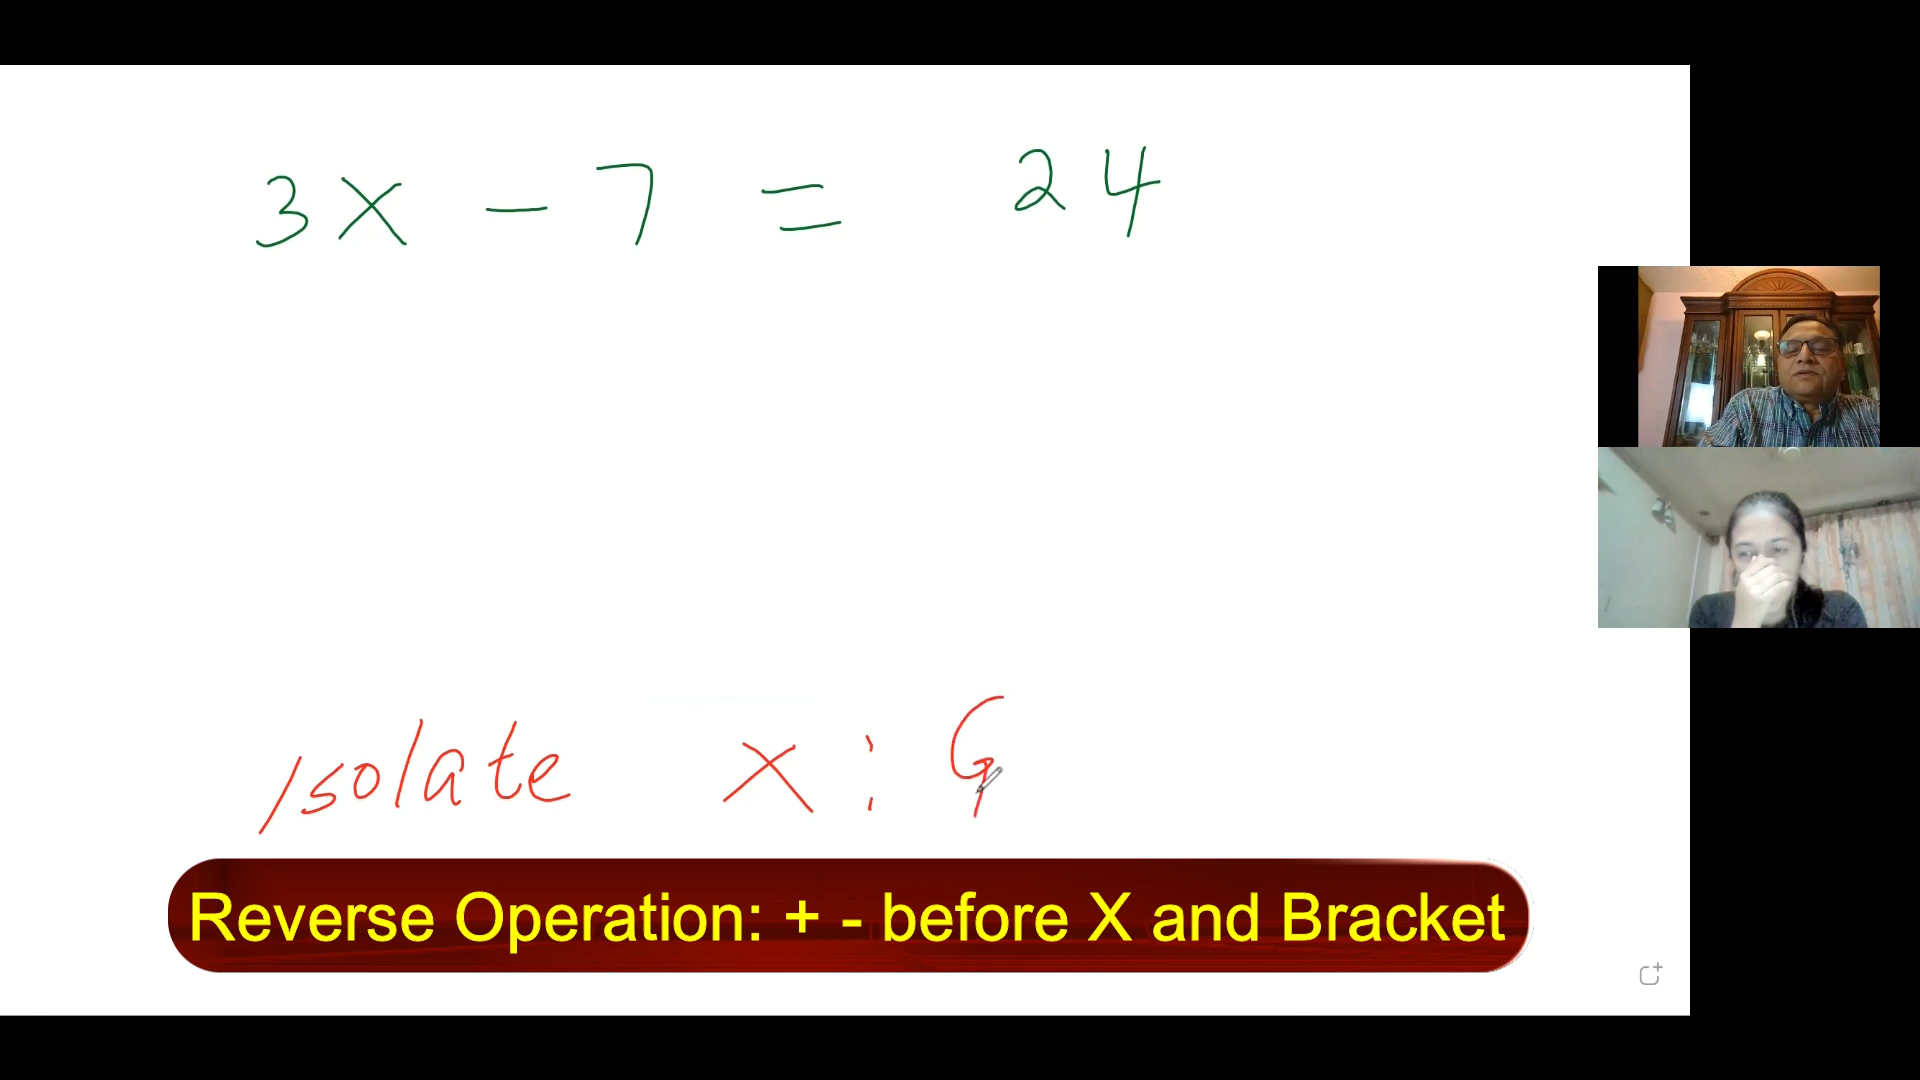 3x - 7 = 24
isolate x : G
Reverse Operation: + - before X and Bracket